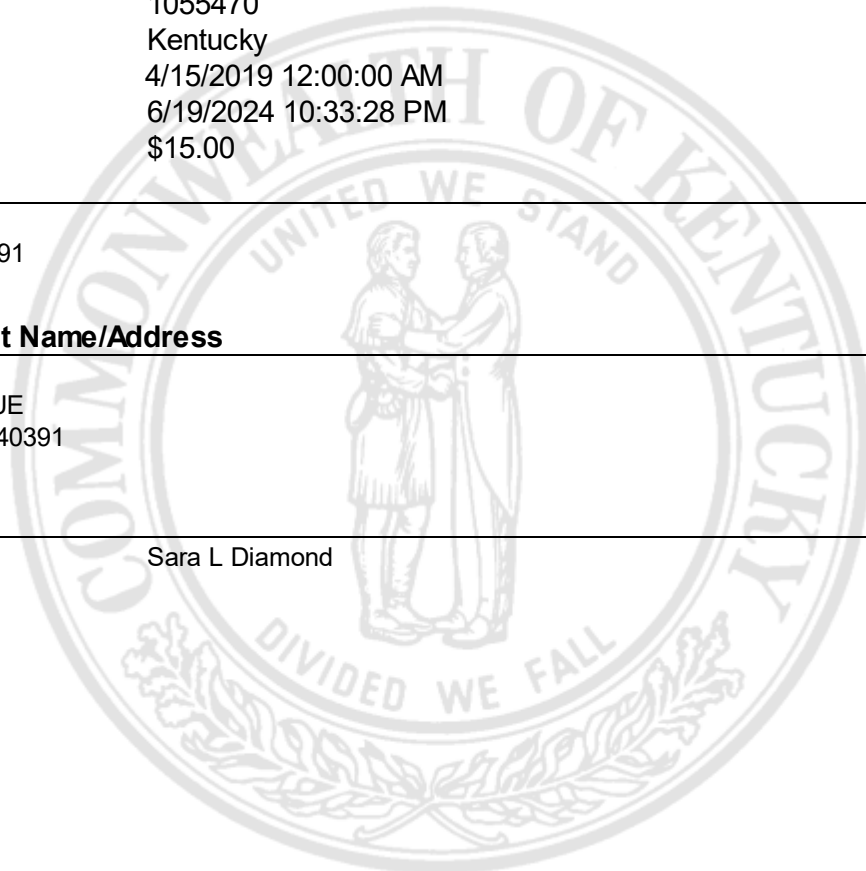 1055470
Kentucky
4/15/2019 12:00:00 AM
6/19/2024 10:33:28 PM
$15.00
91
t Name/Address
UE
40391
Sara L Diamond
COMMONWEALTH OF KENTUCKY
UNITED WE STAND
DIVIDED WE FALL